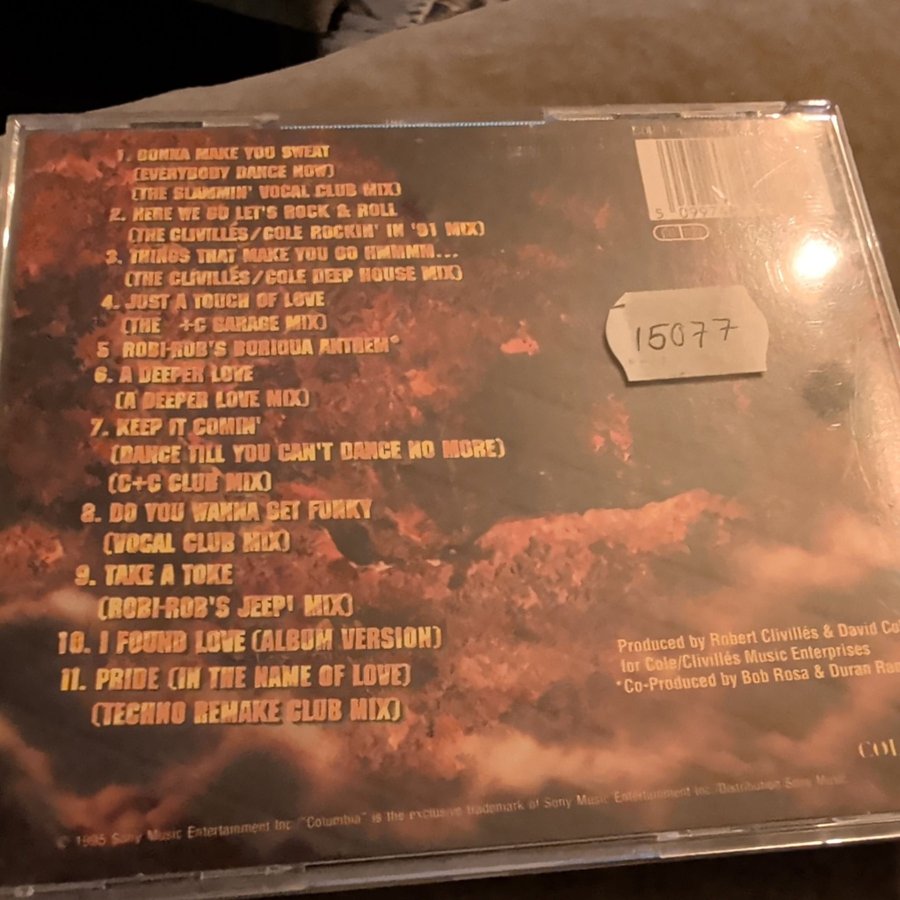 1. GONNA MAKE YOU SWEAT
(EVERYBODY DANCE NOW)
(THE SLAMMIN' VOCAL CLUB MIX)
2. HERE WE GO LET'S ROCK & ROLL
(THE CLIVILLÉS/COLE ROCKIN' IN '91 MIX)
3. THINGS THAT MAKE YOU GO HMMMM...
(THE CLIVILLÉS/COLE DEEP HOUSE MIX)
4. JUST A TOUCH OF LOVE
(THE +C GARAGE MIX)
5 ROBI-ROB'S BORIQUA ANTHEM*
6. A DEEPER LOVE
(A DEEPER LOVE MIX)
7. KEEP IT COMIN'
(DANCE TILL YOU CAN'T DANCE NO MORE)
(C+C CLUB MIX)
8. DO YOU WANNA GET FUNKY
(VOCAL CLUB MIX)
9. TAKE A TOKE
(ROBI-ROB'S JEEP! MIX)
10. I FOUND LOVE (ALBUM VERSION)
11. PRIDE (IN THE NAME OF LOVE)
(TECHNO REMAKE CLUB MIX)
15077
Produced by Robert Clivillés & David
for Cole/Clivillés Music Enterprises
*Co-Produced by Bob Rosa & Duran
© 1995 Sony Music Entertainment Inc./"Columbia" is the exclusive trademark of Sony Music Entertainment Inc./Distribution Sony Music